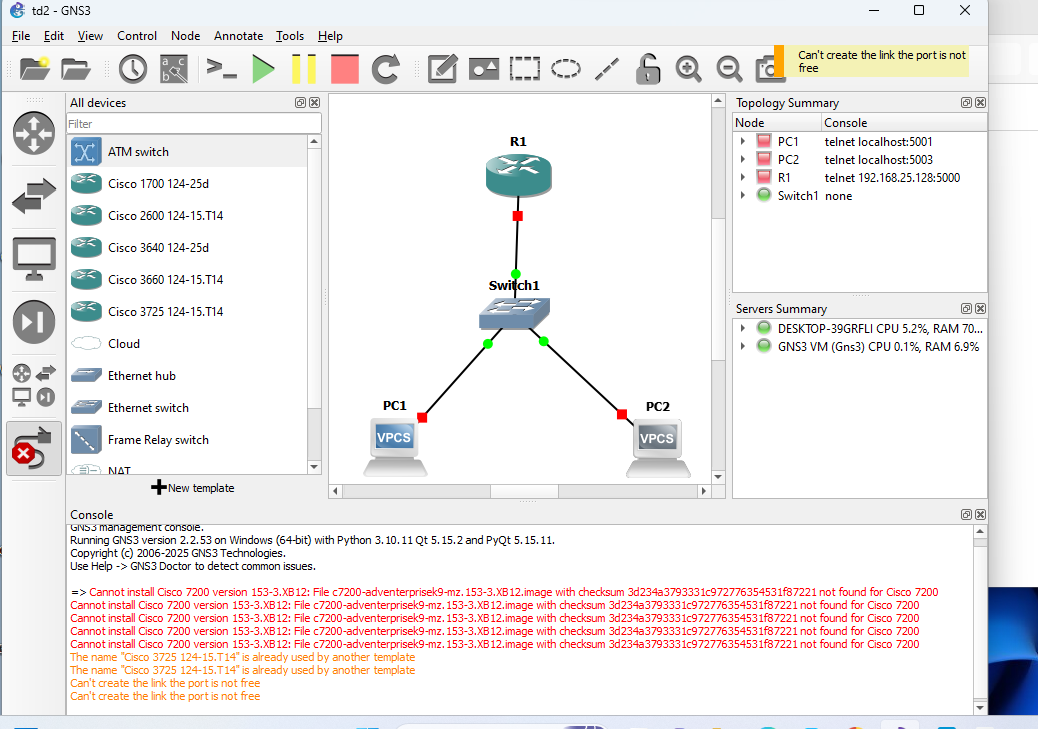 td2 - GNS3
File Edit View Control Node Annotate Tools Help
Can't create the link the port is not
free
All devices
Filter
ATM switch
Cisco 1700 124-25d
Cisco 2600 124-15.T14
Cisco 3640 124-25d
Cisco 3660 124-15.T14
Cisco 3725 124-15.T14
Cloud
Ethernet hub
Ethernet switch
Frame Relay switch
NAT
New template
R1
Switch1
PC1
PC2
VPCS
VPCS
Topology Summary
Node Console
PC1 telnet localhost:5001
PC2 telnet localhost:5003
R1 telnet 192.168.25.128:5000
Switch1 none
Servers Summary
DESKTOP-39GRFLI CPU 5.2%, RAM 70...
GNS3 VM (Gns3) CPU 0.1%, RAM 6.9%
Console
GNS3 management console.
Running GNS3 version 2.2.53 on Windows (64-bit) with Python 3.10.11 Qt 5.15.2 and PyQt 5.15.11.
Copyright (c) 2006-2025 GNS3 Technologies.
Use Help -> GNS3 Doctor to detect common issues.
=> Cannot install Cisco 7200 version 153-3.XB12: File c7200-adventerprisek9-mz.153-3.XB12.image with checksum 3d234a3793331c972776354531f87221 not found for Cisco 7200
Cannot install Cisco 7200 version 153-3.XB12: File c7200-adventerprisek9-mz.153-3.XB12.image with checksum 3d234a3793331c972776354531f87221 not found for Cisco 7200
Cannot install Cisco 7200 version 153-3.XB12: File c7200-adventerprisek9-mz.153-3.XB12.image with checksum 3d234a3793331c972776354531f87221 not found for Cisco 7200
Cannot install Cisco 7200 version 153-3.XB12: File c7200-adventerprisek9-mz.153-3.XB12.image with checksum 3d234a3793331c972776354531f87221 not found for Cisco 7200
Cannot install Cisco 7200 version 153-3.XB12: File c7200-adventerprisek9-mz.153-3.XB12.image with checksum 3d234a3793331c972776354531f87221 not found for Cisco 7200
The name "Cisco 3725 124-15.T14" is already used by another template
The name "Cisco 3725 124-15.T14" is already used by another template
Can't create the link the port is not free
Can't create the link the port is not free